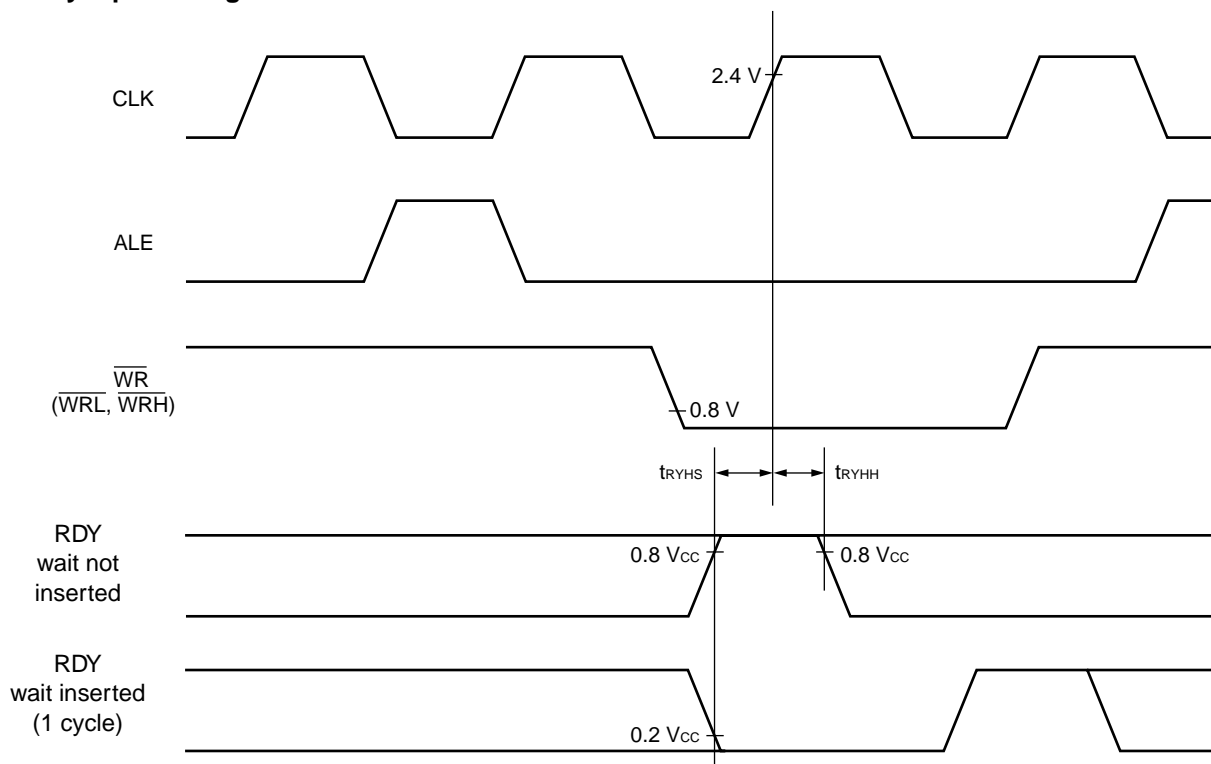 CLK
2.4 V
ALE
WR
(WRL, WRH)
0.8 V
tRYHS
tRYHH
RDY
wait not
inserted
0.8 VCC
0.8 VCC
RDY
wait inserted
(1 cycle)
0.2 VCC